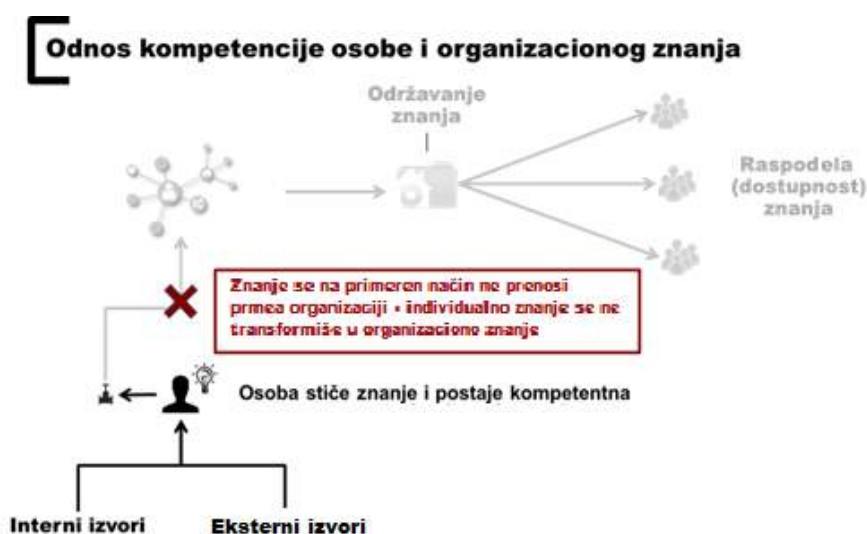 Odnos kompetencije osobe i organizacionog znanja
Održavanje
znanja
Raspodela
(dostupnost)
znanja
Znanje se na primeren način ne prenosi
prmea organizaciji - individualno znanje se ne
transformiše u organizaciono znanje
Osoba stiče znanje i postaje kompetentna
Interni izvori
Eksterni izvori